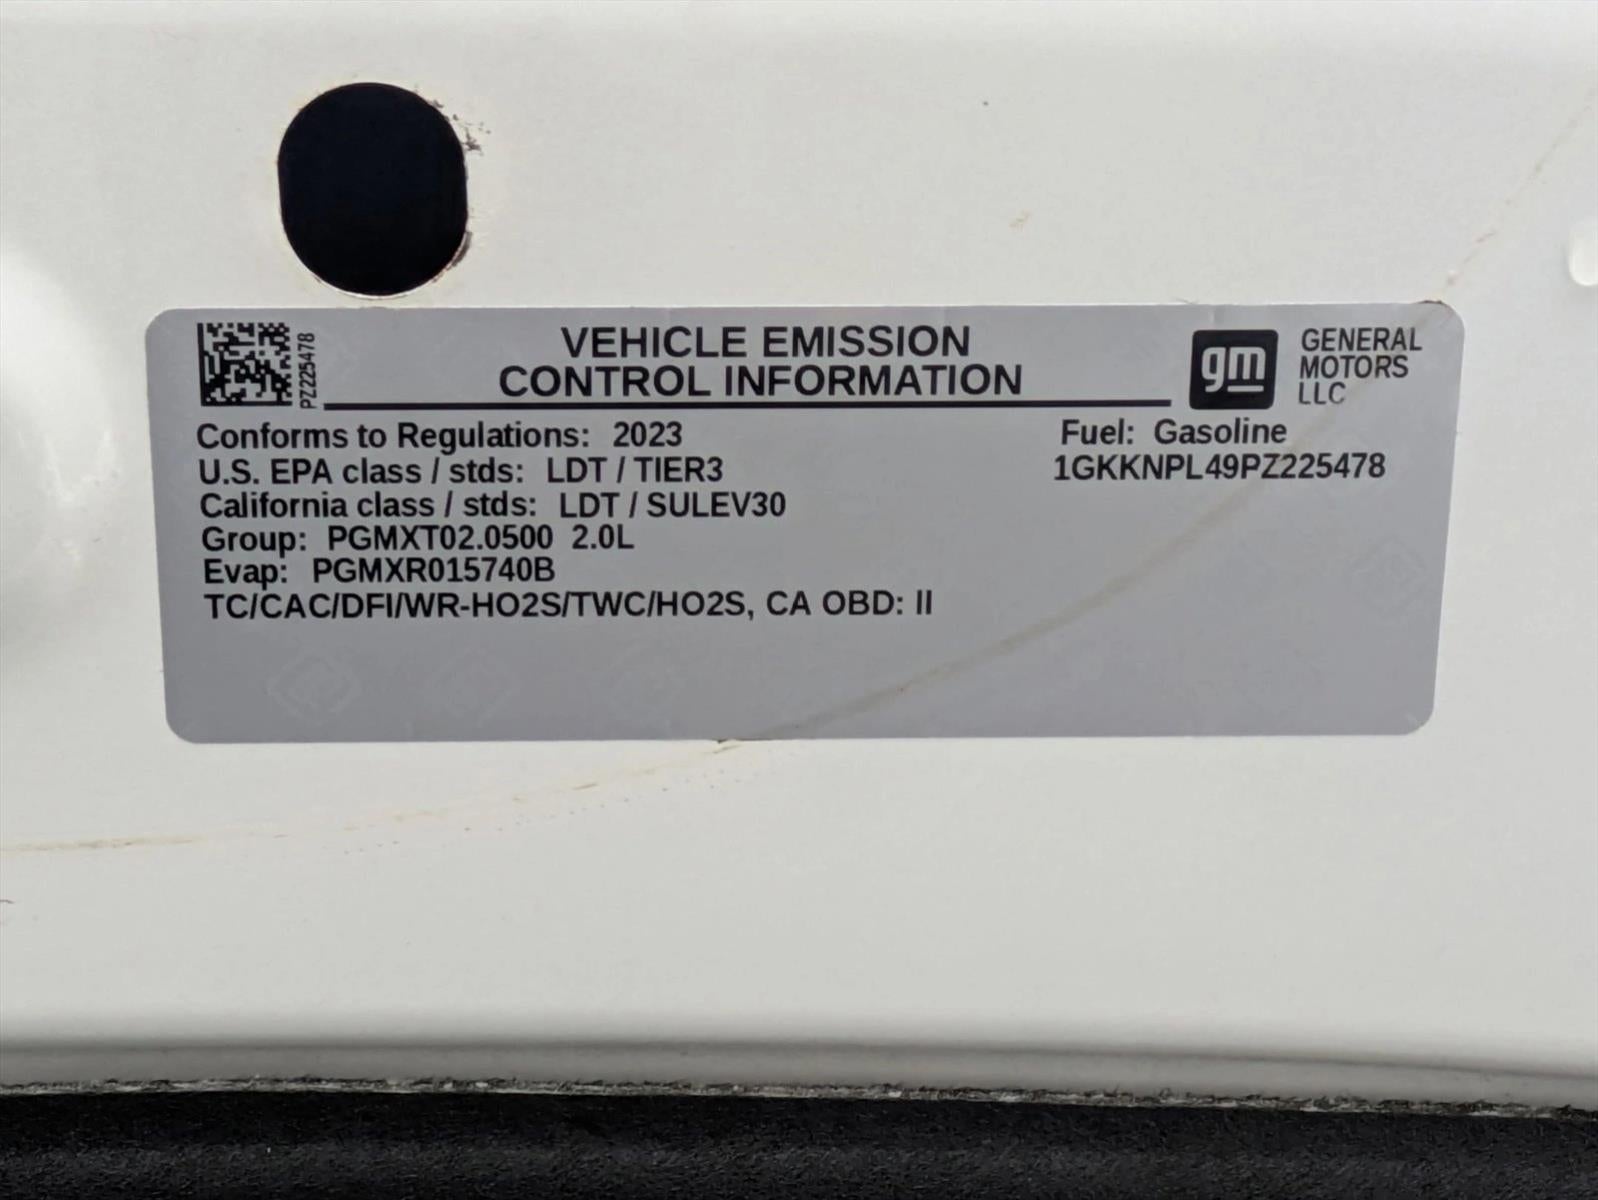 PZ225478
VEHICLE EMISSION
CONTROL INFORMATION
gm
GENERAL
MOTORS
LLC
Conforms to Regulations: 2023
U.S. EPA class / stds: LDT / TIER3
California class / stds: LDT / SULEV30
Group: PGMXT02.0500 2.0L
Evap: PGMXR015740B
TC/CAC/DFI/WR-HO2S/TWC/HO2S, CA OBD: II
Fuel: Gasoline
1GKKNPL49PZ225478